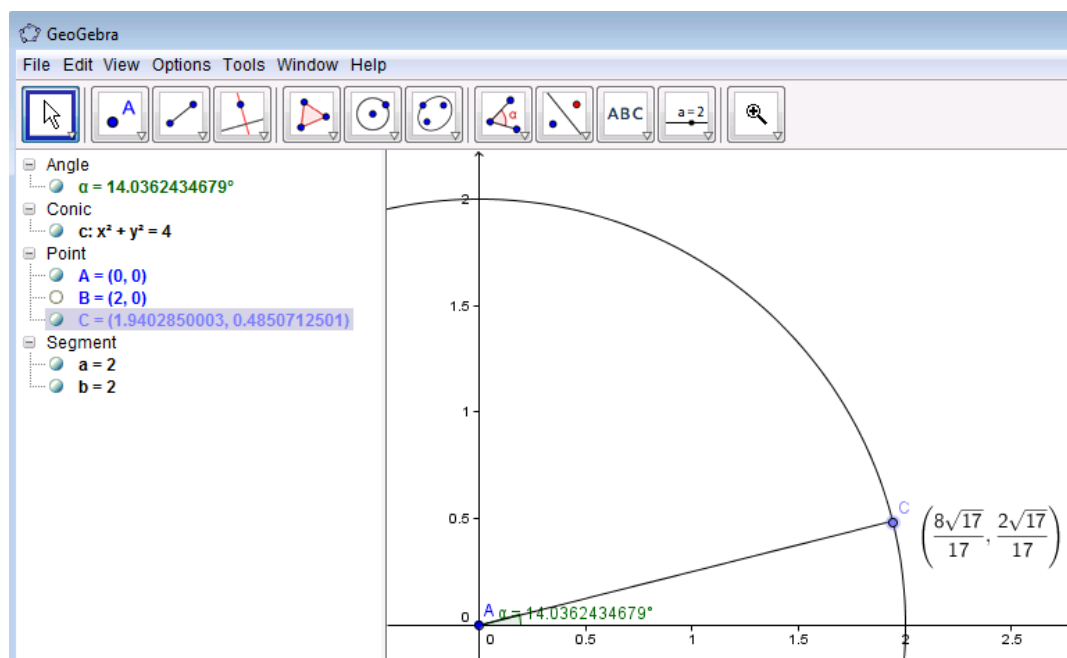 GeoGebra
File Edit View Options Tools Window Help
A
α
ABC
a=2
Angle
α = 14.0362434679°
Conic
c: x² + y² = 4
Point
A = (0, 0)
B = (2, 0)
C = (1.9402850003, 0.4850712501)
Segment
a = 2
b = 2
2
1.5
1
0.5
C
(8√17/17, 2√17/17)
0
A α = 14.0362434679°
0 0.5 1 1.5 2 2.5